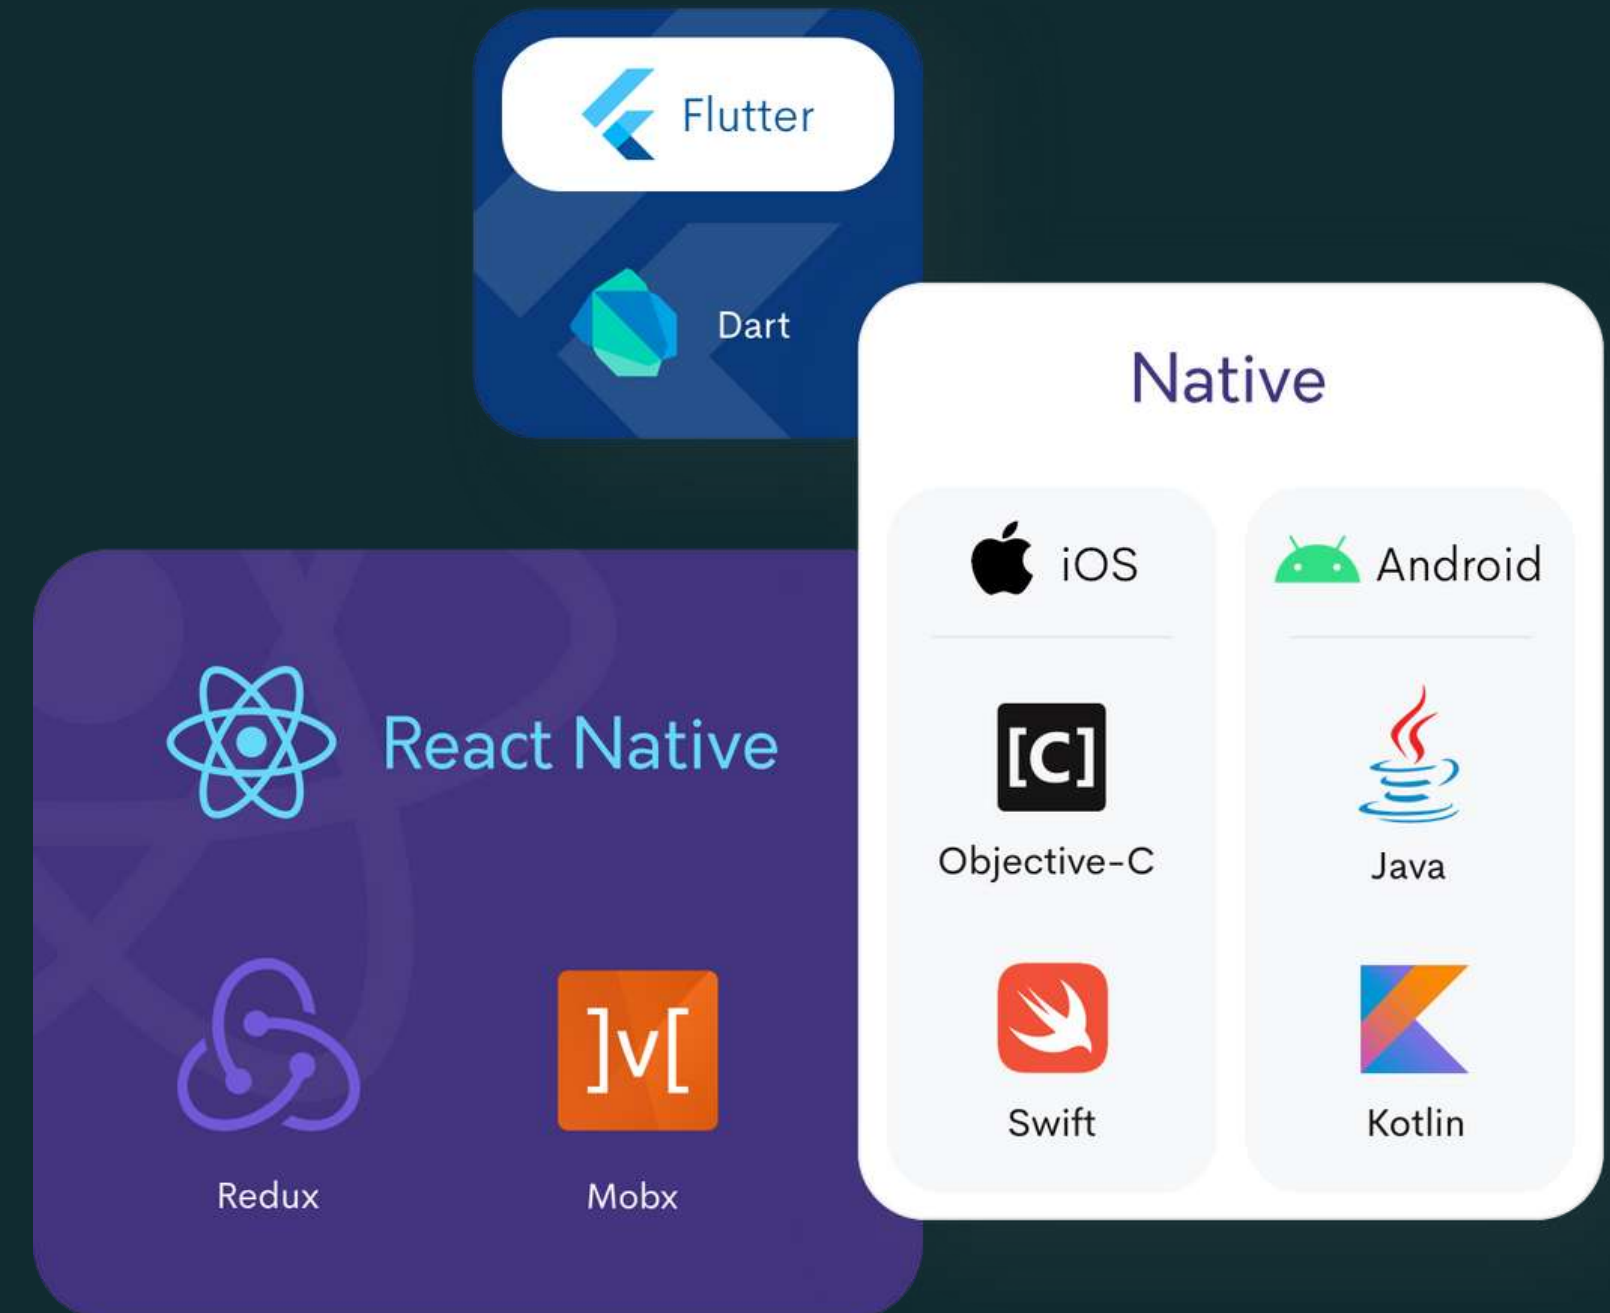 Flutter
Dart
Native
iOS
Android
[C]
Objective-C
Java
Swift
Kotlin
React Native
]v[
Redux
Mobx